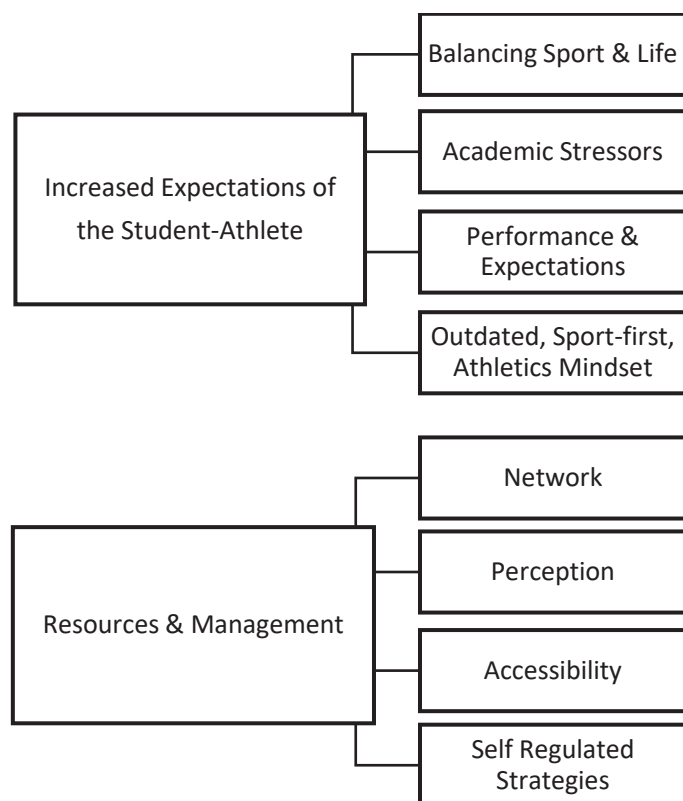 Balancing Sport & Life
Increased Expectations of
the Student-Athlete
Academic Stressors
Performance &
Expectations
Outdated, Sport-first,
Athletics Mindset
Network
Resources & Management
Perception
Accessibility
Self Regulated
Strategies